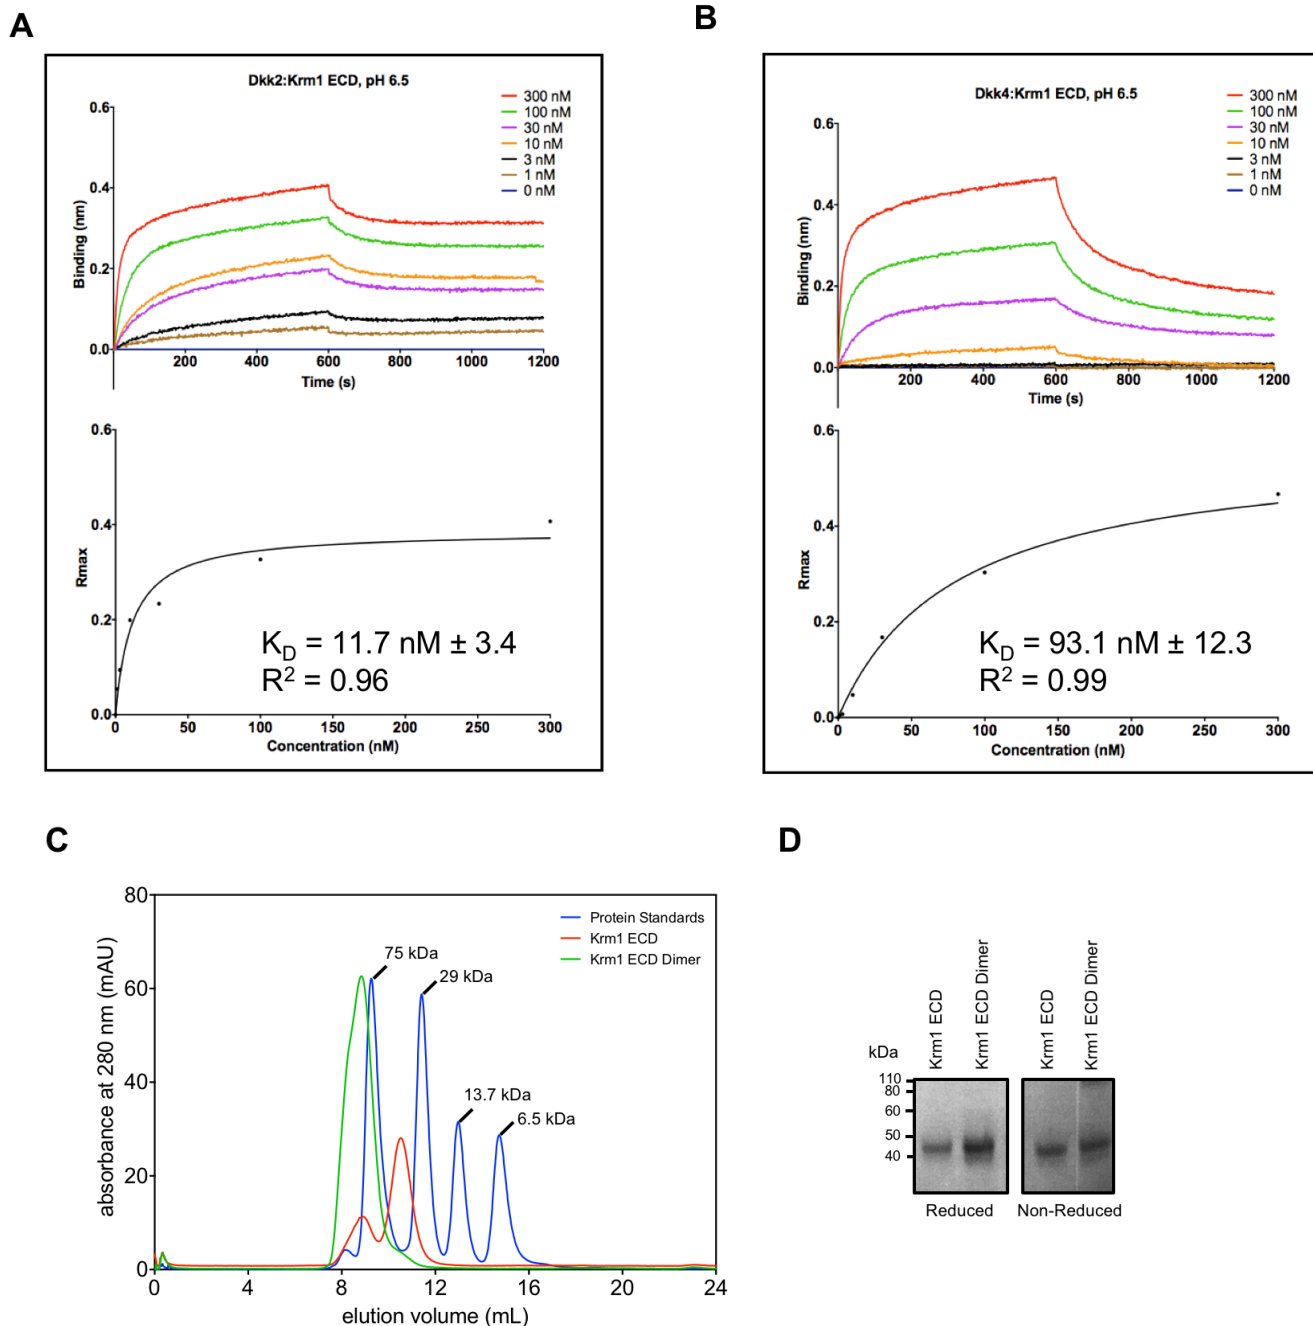 A
Dkk2:Krm1 ECD, pH 6.5
300 nM
100 nM
30 nM
10 nM
3 nM
1 nM
0 nM
0.6
0.4
0.2
0.0
Binding (nm)
200 400 600 800 1000 1200
Time (s)
0.6
0.4
0.2
0.0
Rmax
K_D = 11.7 nM ± 3.4
R² = 0.96
0 50 100 150 200 250 300
Concentration (nM)
B
Dkk4:Krm1 ECD, pH 6.5
300 nM
100 nM
30 nM
10 nM
3 nM
1 nM
0 nM
0.6
0.4
0.2
0.0
Binding (nm)
200 400 600 800 1000 1200
Time (s)
0.6
0.4
0.2
0.0
Rmax
K_D = 93.1 nM ± 12.3
R² = 0.99
0 50 100 150 200 250 300
Concentration (nM)
C
80
60
40
20
0
absorbance at 280 nm (mAU)
Protein Standards
Krm1 ECD
Krm1 ECD Dimer
75 kDa
29 kDa
13.7 kDa
6.5 kDa
0 4 8 12 16 20 24
elution volume (mL)
D
Krm1 ECD
Krm1 ECD Dimer
Krm1 ECD
Krm1 ECD Dimer
kDa
110
80
60
50
40
Reduced Non-Reduced